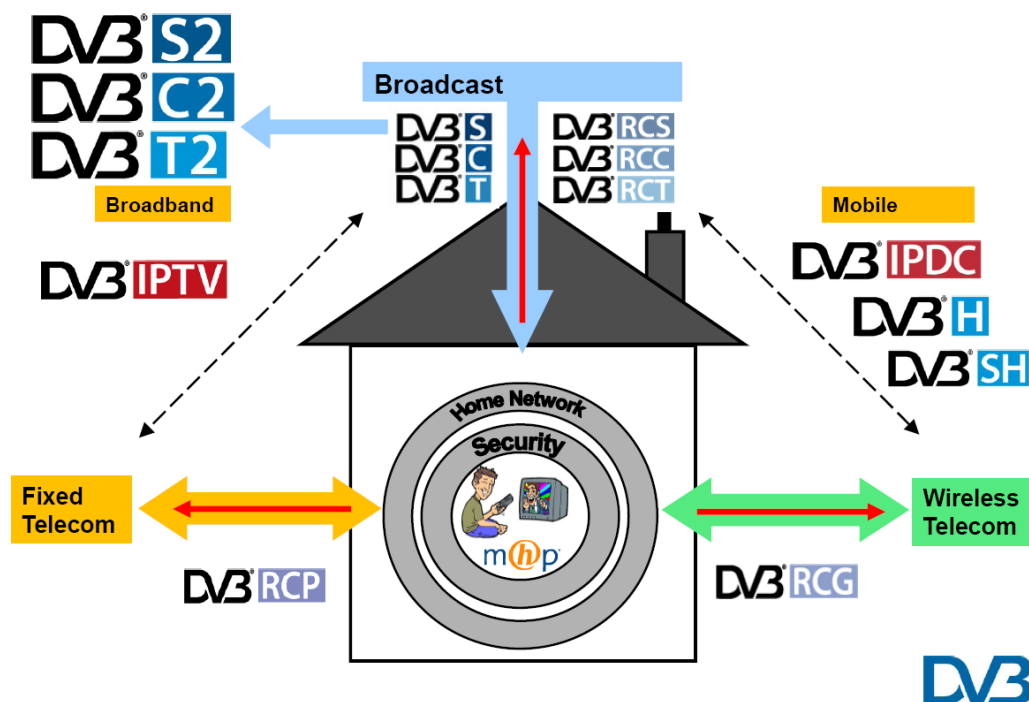 DVB® S2
DVB® C2
DVB® T2
Broadband
DVB® IPTV
Broadcast
DVB® S
DVB® C
DVB® T
DVB® RCS
DVB® RCC
DVB® RCT
Mobile
DVB® IPDC
DVB® H
DVB® SH
Home Network
Security
mhp
Fixed
Telecom
Wireless
Telecom
DVB® RCP
DVB® RCG
DVB